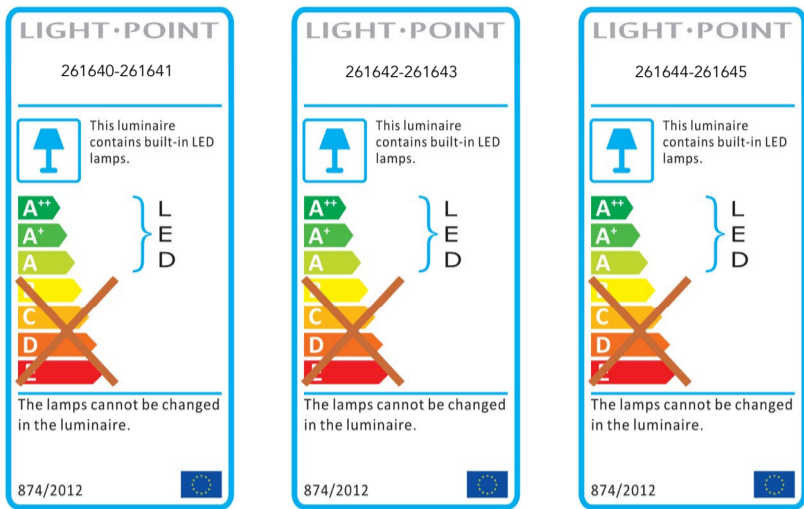 LIGHT·POINT
261640-261641
This luminaire
contains built-in LED
lamps.
A++
A+
A
B
C
D
E
L
E
D
The lamps cannot be changed
in the luminaire.
874/2012
LIGHT·POINT
261642-261643
This luminaire
contains built-in LED
lamps.
A++
A+
A
B
C
D
E
L
E
D
The lamps cannot be changed
in the luminaire.
874/2012
LIGHT·POINT
261644-261645
This luminaire
contains built-in LED
lamps.
A++
A+
A
B
C
D
E
L
E
D
The lamps cannot be changed
in the luminaire.
874/2012